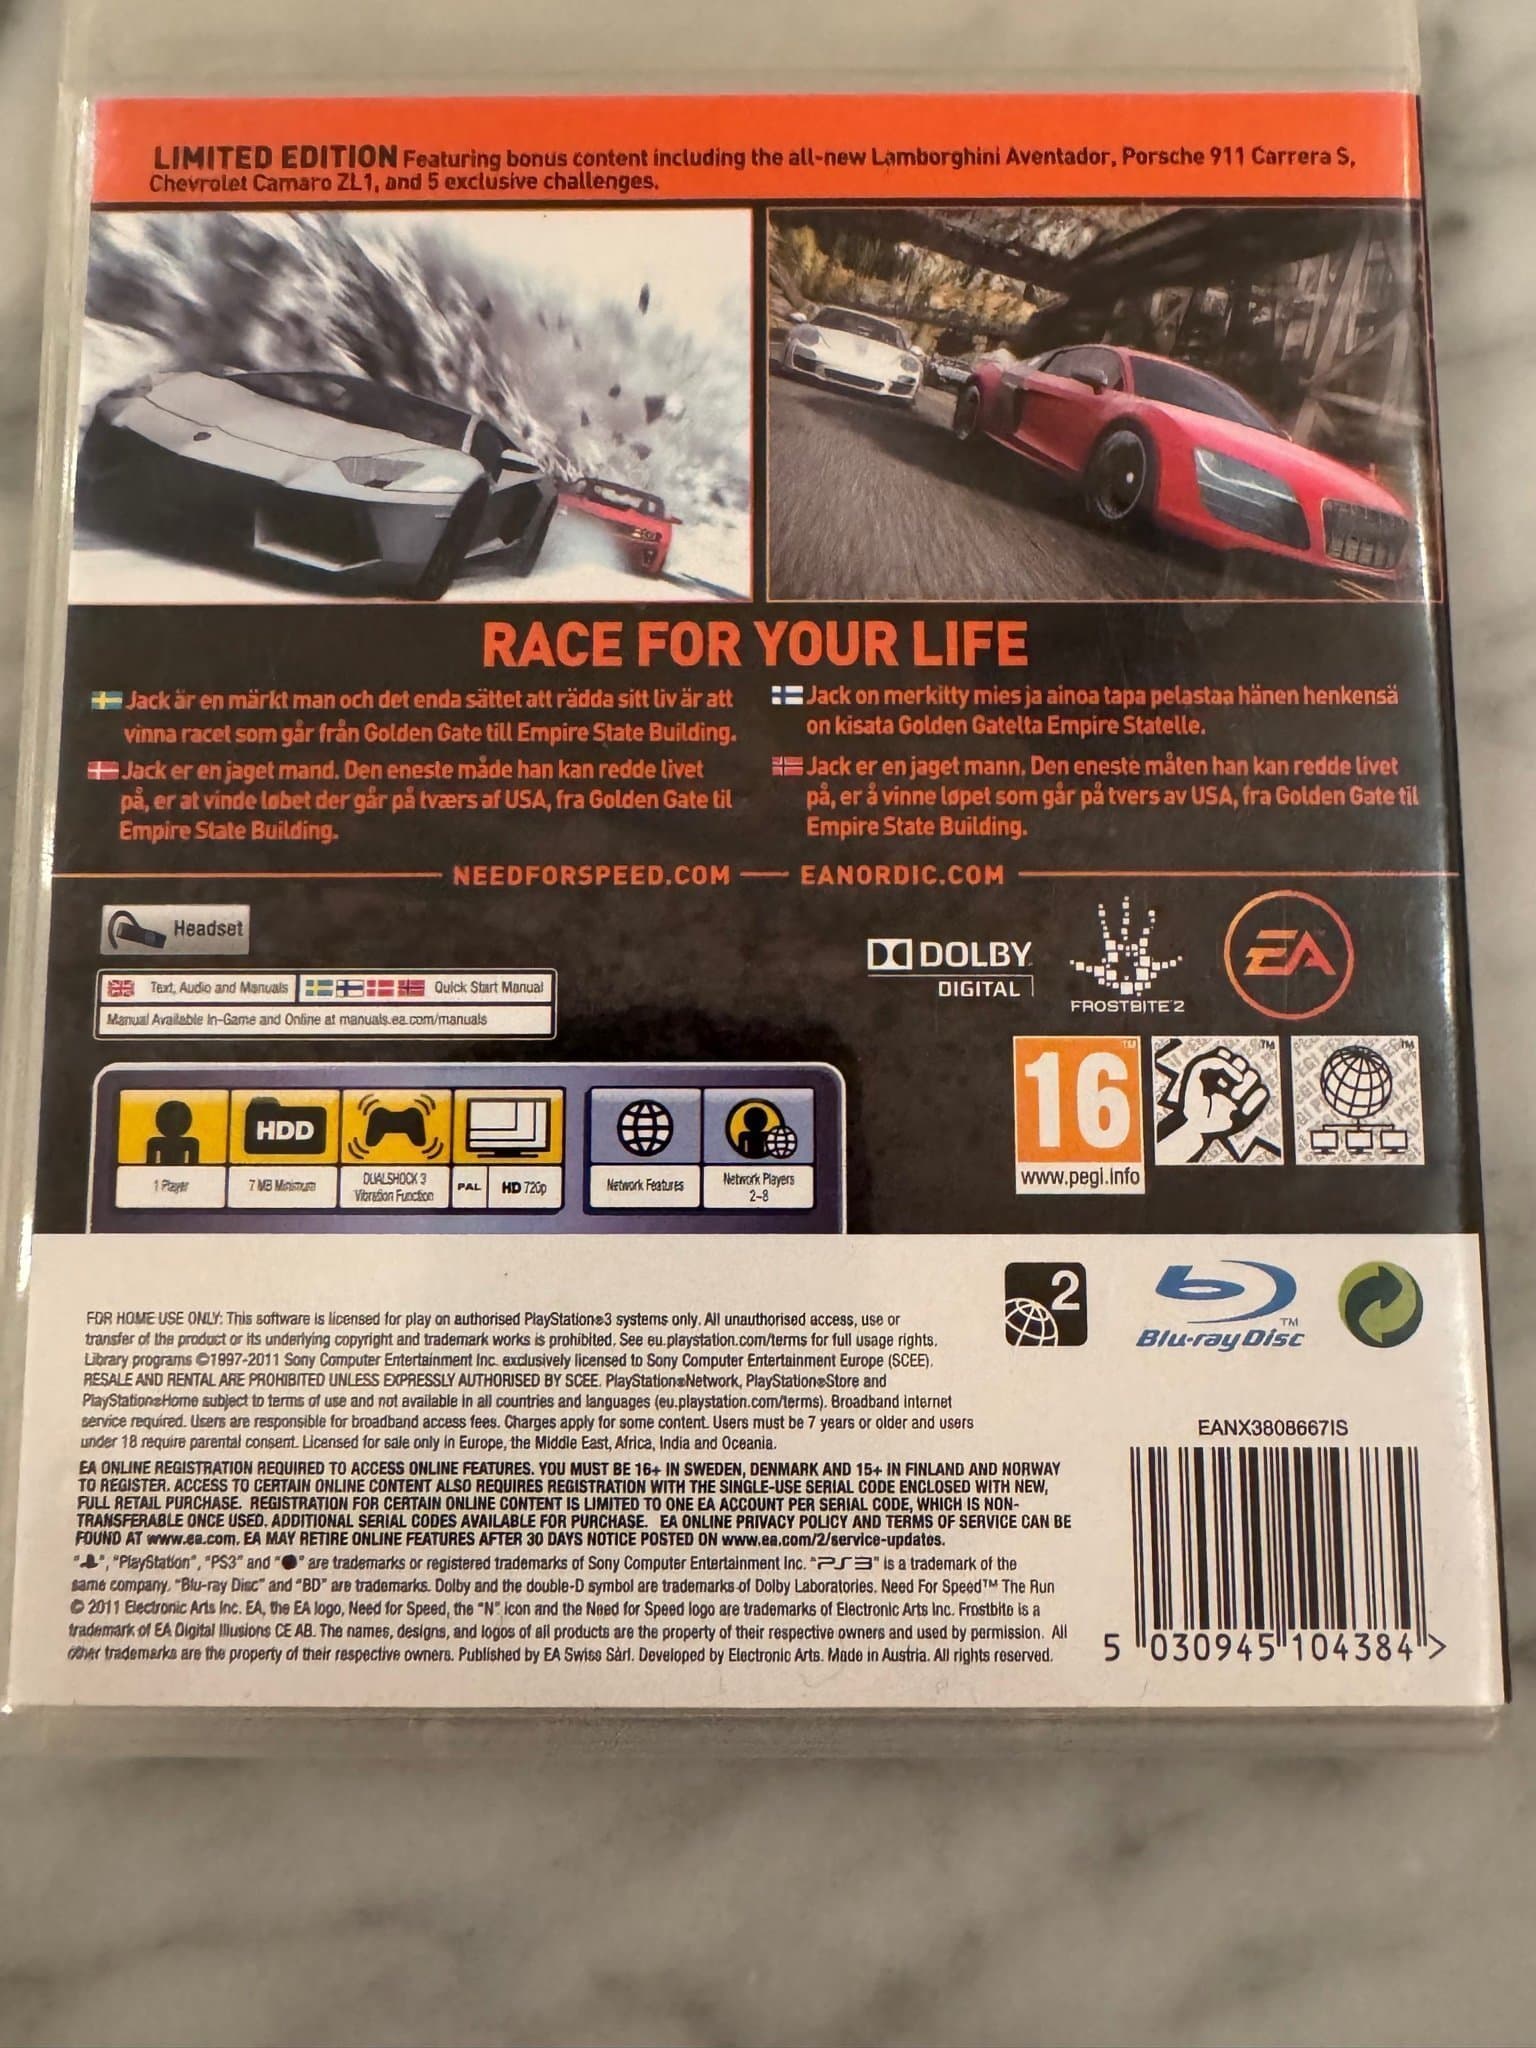 LIMITED EDITION Featuring bonus content including the all-new Lamborghini Aventador, Porsche 911 Carrera S,
Chevrolet Camaro ZL1, and 5 exclusive challenges.
RACE FOR YOUR LIFE
Jack är en märkt man och det enda sättet att rädda sitt liv är att
vinna racet som går från Golden Gate till Empire State Building.
Jack on merkitty mies ja ainoa tapa pelastaa hänen henkensä
on kisata Golden Gatelta Empire Statelle.
Jack er en jaget mand. Den eneste måde han kan redde livet
på, er at vinde løbet der går på tværs af USA, fra Golden Gate til
Empire State Building.
Jack er en jaget mann. Den eneste måten han kan redde livet
på, er å vinne løpet som går på tvers av USA, fra Golden Gate til
Empire State Building.
NEEDFORSPEED.COM — EANORDIC.COM
Headset
Text, Audio and Manuals
Quick Start Manual
Manual Available In-Game and Online at manuals.ea.com/manuals
DOLBY
DIGITAL
FROSTBITE™2
EA™
16™
www.pegi.info
HDD
1 Player
7 MB Minimum
DUALSHOCK 3
Vibration Function
PAL
HD 720p
Network Features
Network Players
2-8
2
Blu-ray Disc™
FOR HOME USE ONLY: This software is licensed for play on authorised PlayStation®3 systems only. All unauthorised access, use or
transfer of the product or its underlying copyright and trademark works is prohibited. See eu.playstation.com/terms for full usage rights.
Library programs ©1997-2011 Sony Computer Entertainment Inc. exclusively licensed to Sony Computer Entertainment Europe (SCEE).
RESALE AND RENTAL ARE PROHIBITED UNLESS EXPRESSLY AUTHORISED BY SCEE. PlayStation®Network, PlayStation®Store and
PlayStation®Home subject to terms of use and not available in all countries and languages (eu.playstation.com/terms). Broadband internet
service required. Users are responsible for broadband access fees. Charges apply for some content. Users must be 7 years or older and users
under 18 require parental consent. Licensed for sale only in Europe, the Middle East, Africa, India and Oceania.
EA ONLINE REGISTRATION REQUIRED TO ACCESS ONLINE FEATURES. YOU MUST BE 16+ IN SWEDEN, DENMARK AND 15+ IN FINLAND AND NORWAY
TO REGISTER. ACCESS TO CERTAIN ONLINE CONTENT ALSO REQUIRES REGISTRATION WITH THE SINGLE-USE SERIAL CODE ENCLOSED WITH NEW,
FULL RETAIL PURCHASE. REGISTRATION FOR CERTAIN ONLINE CONTENT IS LIMITED TO ONE EA ACCOUNT PER SERIAL CODE, WHICH IS NON-
TRANSFERABLE ONCE USED. ADDITIONAL SERIAL CODES AVAILABLE FOR PURCHASE. EA ONLINE PRIVACY POLICY AND TERMS OF SERVICE CAN BE
FOUND AT www.ea.com. EA MAY RETIRE ONLINE FEATURES AFTER 30 DAYS NOTICE POSTED ON www.ea.com/2/service-updates.
" ", "PlayStation", "PS3" and " " are trademarks or registered trademarks of Sony Computer Entertainment Inc. "PS3" is a trademark of the
same company. "Blu-ray Disc" and "BD" are trademarks. Dolby and the double-D symbol are trademarks of Dolby Laboratories. Need For Speed™ The Run
© 2011 Electronic Arts Inc. EA, the EA logo, Need for Speed, the "N" icon and the Need for Speed logo are trademarks of Electronic Arts Inc. Frostbite is a
trademark of EA Digital Illusions CE AB. The names, designs, and logos of all products are the property of their respective owners and used by permission. All
other trademarks are the property of their respective owners. Published by EA Swiss Sàrl. Developed by Electronic Arts. Made in Austria. All rights reserved.
EANX3808667IS
5 030945 104384 >